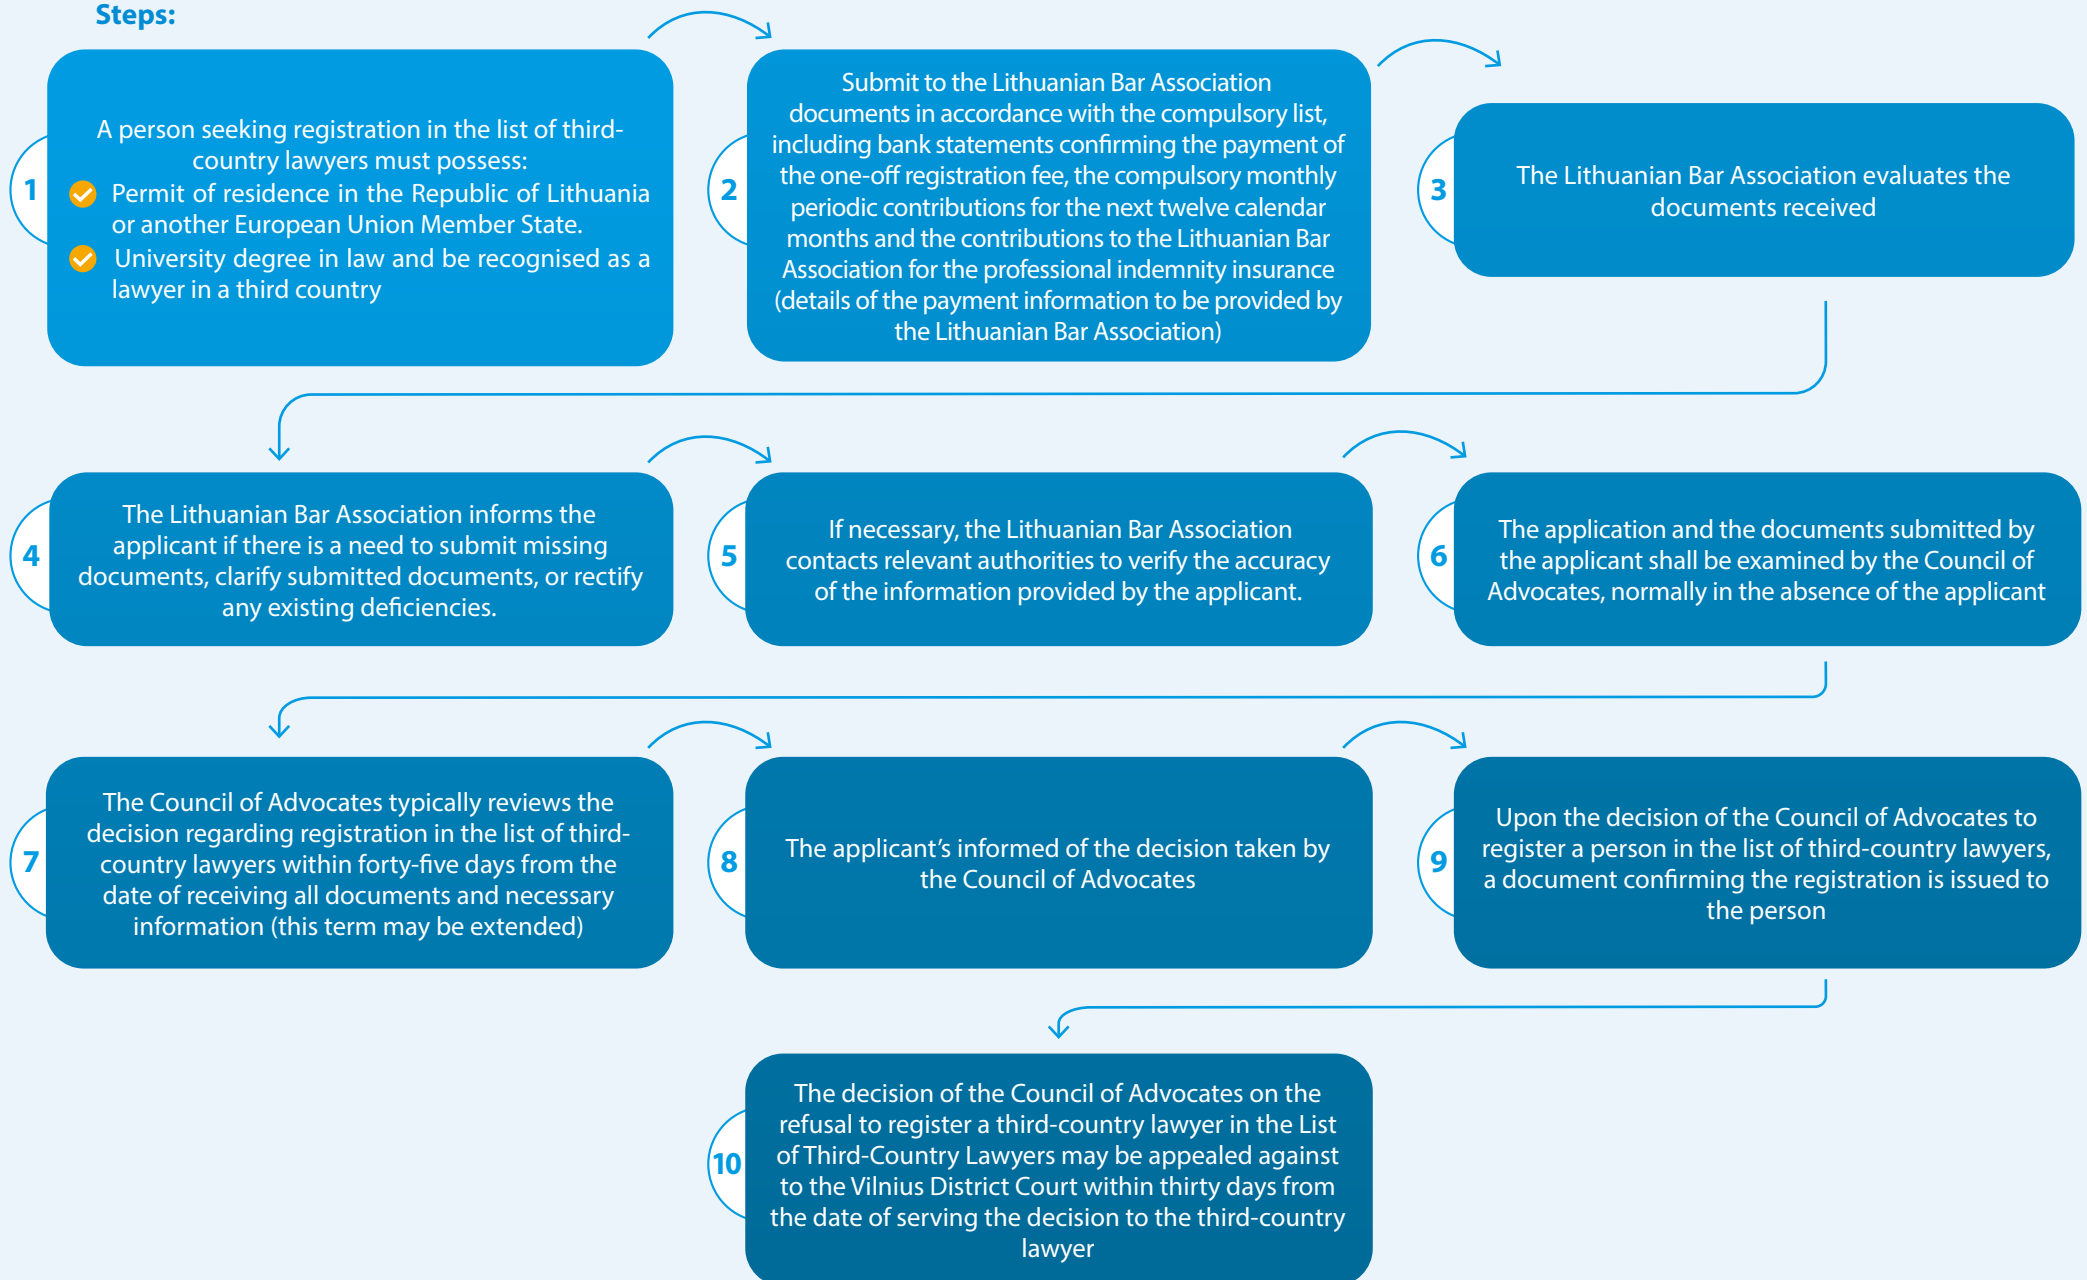 Steps:
1
A person seeking registration in the list of third-
country lawyers must possess:
Permit of residence in the Republic of Lithuania
or another European Union Member State.
University degree in law and be recognised as a
lawyer in a third country
2
Submit to the Lithuanian Bar Association
documents in accordance with the compulsory list,
including bank statements confirming the payment of
the one-off registration fee, the compulsory monthly
periodic contributions for the next twelve calendar
months and the contributions to the Lithuanian Bar
Association for the professional indemnity insurance
(details of the payment information to be provided by
the Lithuanian Bar Association)
3
The Lithuanian Bar Association evaluates the
documents received
4
The Lithuanian Bar Association informs the
applicant if there is a need to submit missing
documents, clarify submitted documents, or rectify
any existing deficiencies.
5
If necessary, the Lithuanian Bar Association
contacts relevant authorities to verify the accuracy
of the information provided by the applicant.
6
The application and the documents submitted by
the applicant shall be examined by the Council of
Advocates, normally in the absence of the applicant
7
The Council of Advocates typically reviews the
decision regarding registration in the list of third-
country lawyers within forty-five days from the
date of receiving all documents and necessary
information (this term may be extended)
8
The applicant's informed of the decision taken by
the Council of Advocates
9
Upon the decision of the Council of Advocates to
register a person in the list of third-country lawyers,
a document confirming the registration is issued to
the person
10
The decision of the Council of Advocates on the
refusal to register a third-country lawyer in the List
of Third-Country Lawyers may be appealed against
to the Vilnius District Court within thirty days from
the date of serving the decision to the third-country
lawyer